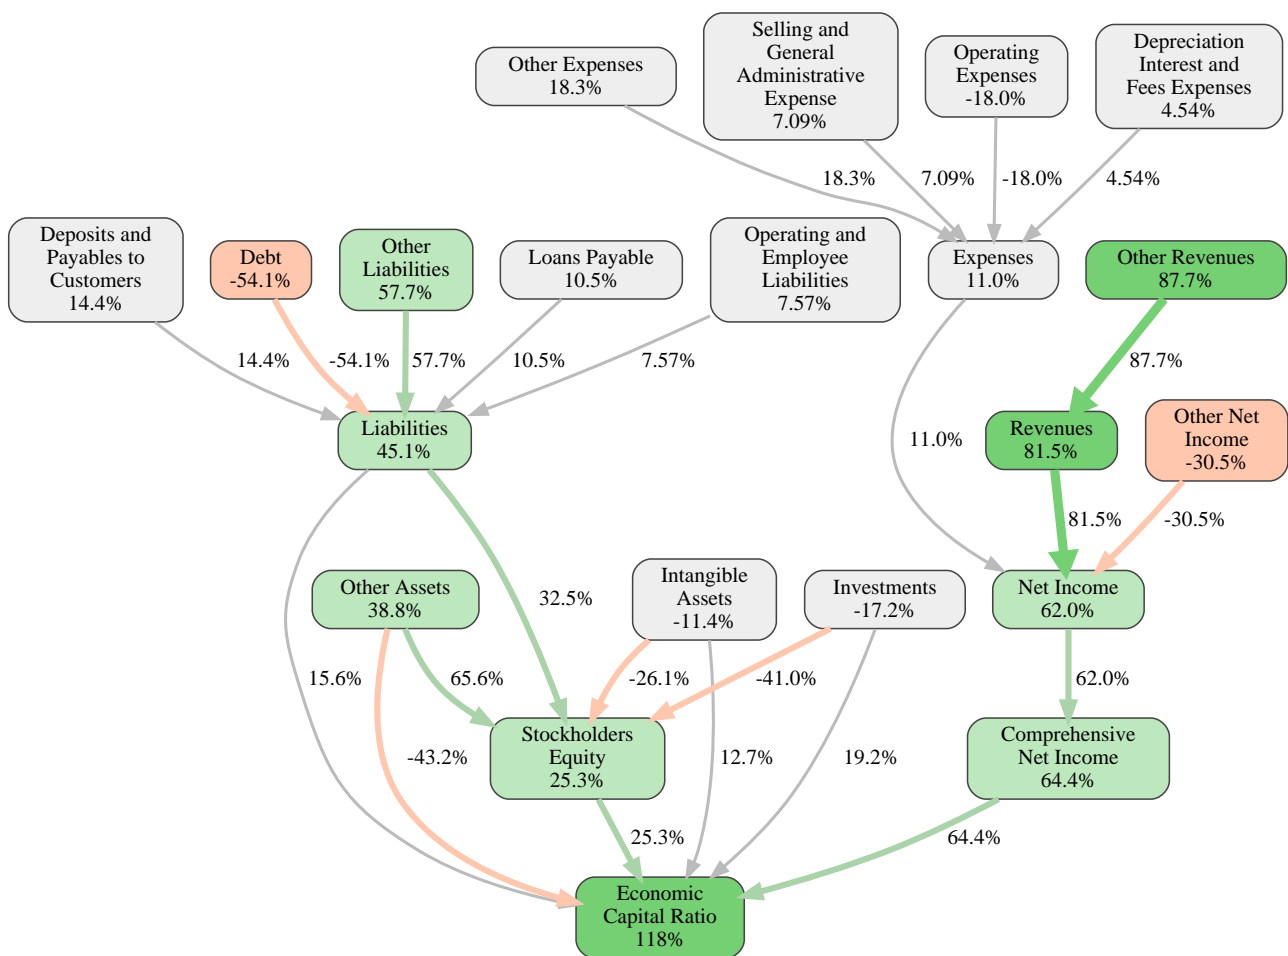 Other Expenses
18.3%
Selling and
General
Administrative
Expense
7.09%
Operating
Expenses
-18.0%
Depreciation
Interest and
Fees Expenses
4.54%
18.3%
7.09%
-18.0%
4.54%
Deposits and
Payables to
Customers
14.4%
Debt
-54.1%
Other
Liabilities
57.7%
Loans Payable
10.5%
Operating and
Employee
Liabilities
7.57%
Expenses
11.0%
Other Revenues
87.7%
14.4%
-54.1%
57.7%
10.5%
7.57%
87.7%
Liabilities
45.1%
11.0%
Revenues
81.5%
Other Net
Income
-30.5%
81.5%
-30.5%
Other Assets
38.8%
32.5%
Intangible
Assets
-11.4%
Investments
-17.2%
Net Income
62.0%
15.6%
65.6%
-26.1%
-41.0%
62.0%
-43.2%
Stockholders
Equity
25.3%
12.7%
19.2%
Comprehensive
Net Income
64.4%
25.3%
64.4%
Economic
Capital Ratio
118%